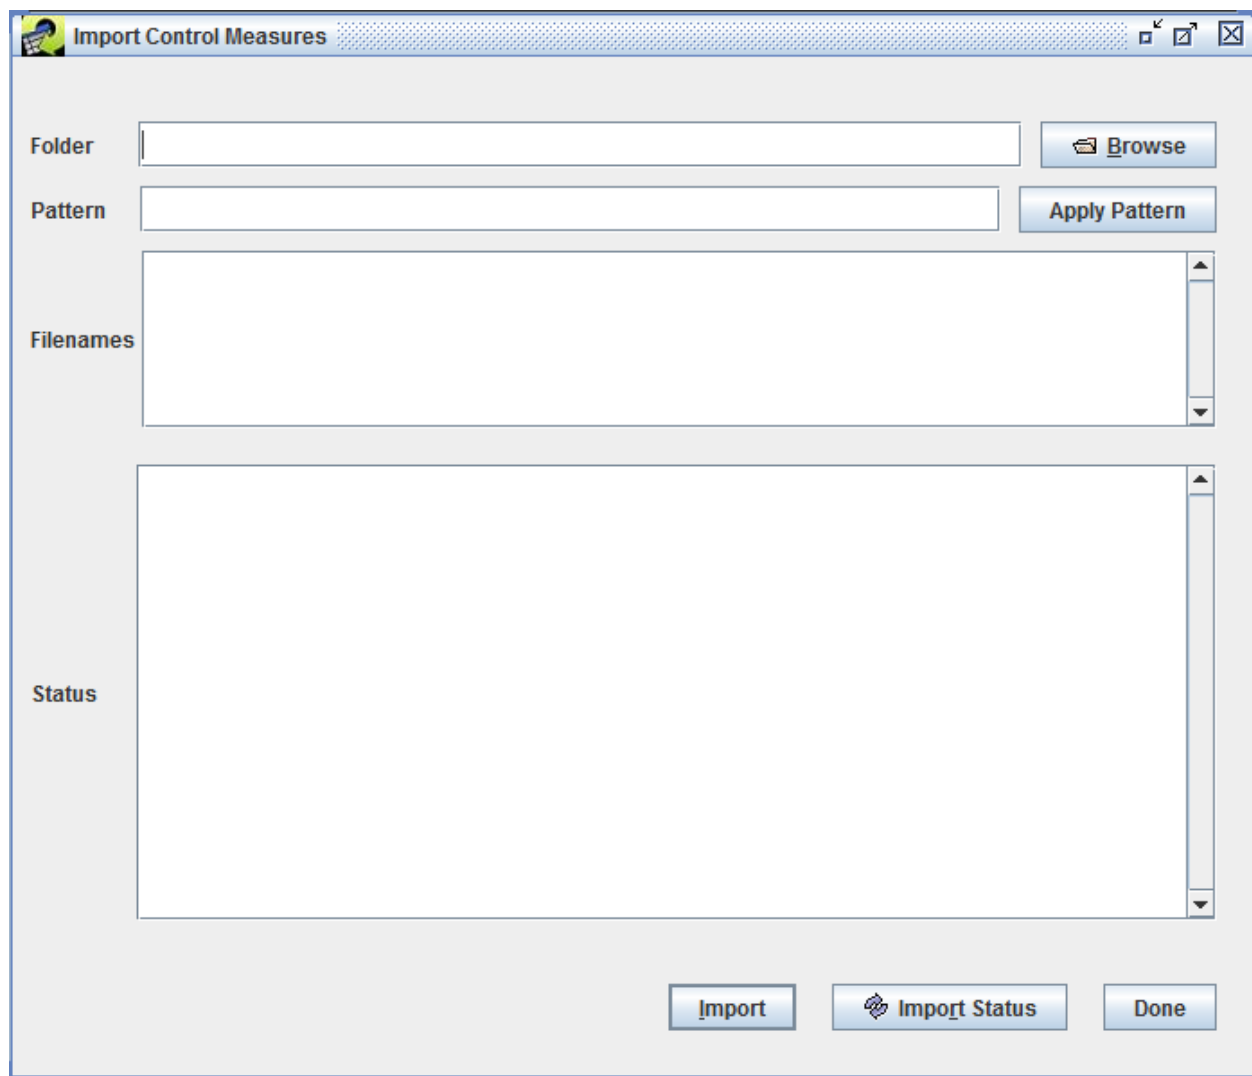 Import Control Measures
Folder
Browse
Pattern
Apply Pattern
Filenames
Status
Import
Import Status
Done